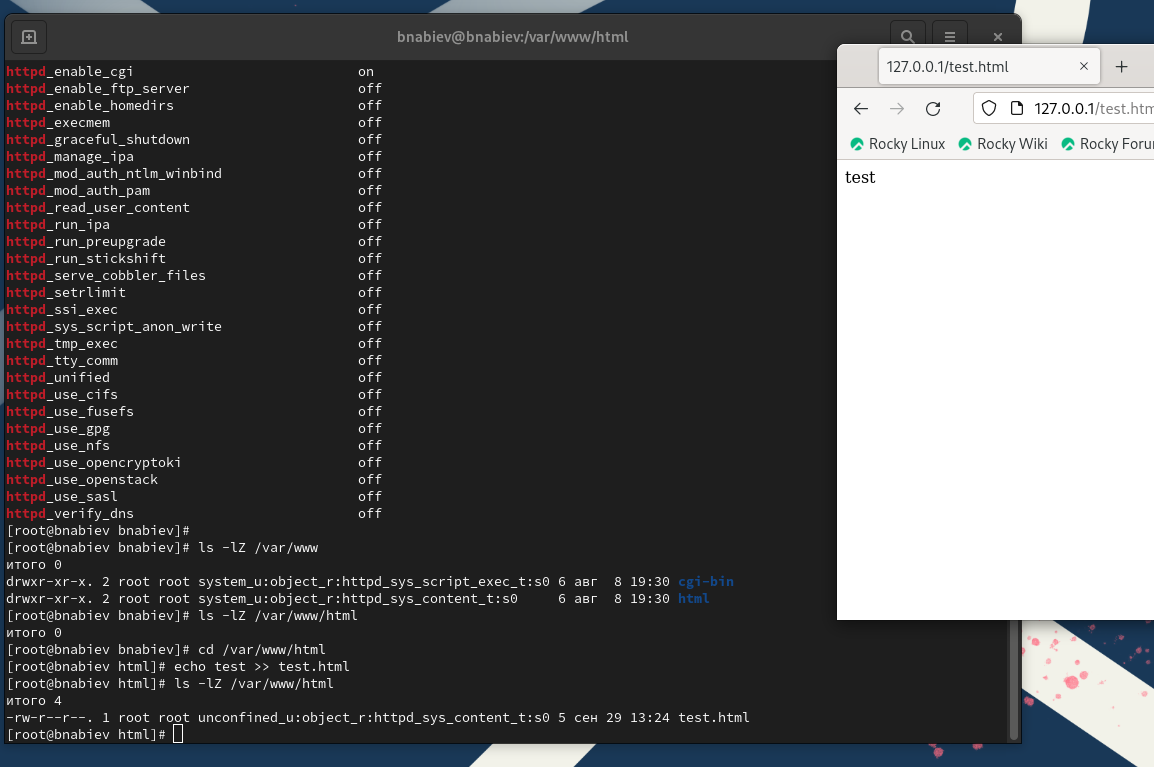 bnabiev@bnabiev:/var/www/html
httpd_enable_cgi on
httpd_enable_ftp_server off
httpd_enable_homedirs off
httpd_execmem off
httpd_graceful_shutdown off
httpd_manage_ipa off
httpd_mod_auth_ntlm_winbind off
httpd_mod_auth_pam off
httpd_read_user_content off
httpd_run_ipa off
httpd_run_preupgrade off
httpd_run_stickshift off
httpd_serve_cobbler_files off
httpd_setrlimit off
httpd_ssi_exec off
httpd_sys_script_anon_write off
httpd_tmp_exec off
httpd_tty_comm off
httpd_unified off
httpd_use_cifs off
httpd_use_fusefs off
httpd_use_gpg off
httpd_use_nfs off
httpd_use_opencryptoki off
httpd_use_openstack off
httpd_use_sasl off
httpd_verify_dns off
[root@bnabiev bnabiev]#
[root@bnabiev bnabiev]# ls -lZ /var/www
итого 0
drwxr-xr-x. 2 root root system_u:object_r:httpd_sys_script_exec_t:s0 6 авг  8 19:30 cgi-bin
drwxr-xr-x. 2 root root system_u:object_r:httpd_sys_content_t:s0     6 авг  8 19:30 html
[root@bnabiev bnabiev]# ls -lZ /var/www/html
итого 0
[root@bnabiev bnabiev]# cd /var/www/html
[root@bnabiev html]# echo test >> test.html
[root@bnabiev html]# ls -lZ /var/www/html
итого 4
-rw-r--r--. 1 root root unconfined_u:object_r:httpd_sys_content_t:s0 5 сен 29 13:24 test.html
[root@bnabiev html]#
127.0.0.1/test.html
127.0.0.1/test.htm
Rocky Linux Rocky Wiki Rocky Foru
test